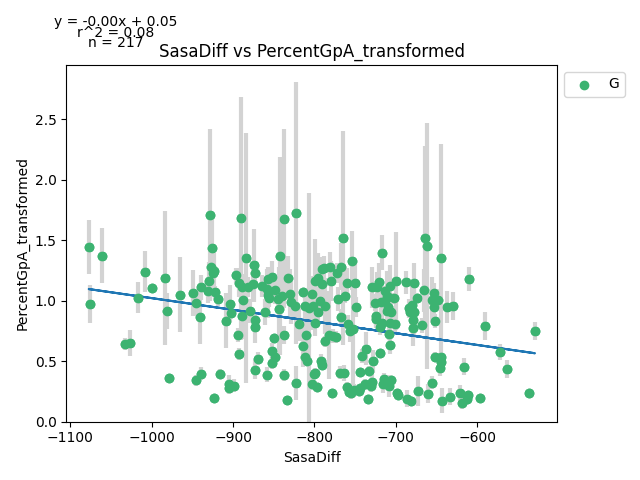 y = -0.00x + 0.05
r^2 = 0.08
n = 217
SasaDiff vs PercentGpA_transformed
G
PercentGpA_transformed
2.5
2.0
1.5
1.0
0.5
0.0
−1100
−1000
−900
−800
−700
−600
SasaDiff